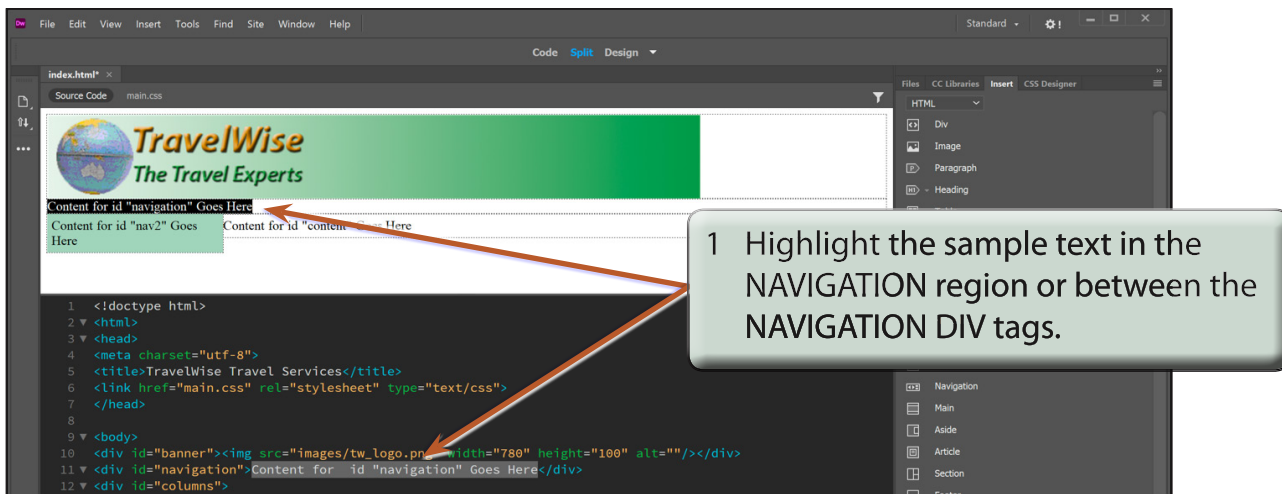 Dw File Edit View Insert Tools Find Site Window Help Standard
Code Split Design
index.html* ×
Source Code main.css
Files CC Libraries Insert CSS Designer
HTML
Div
Image
Paragraph
H1 Heading
TravelWise
The Travel Experts
Content for id "navigation" Goes Here
Content for id "nav2" Goes Here
Content for id "content" Goes Here
1 Highlight the sample text in the
NAVIGATION region or between the
NAVIGATION DIV tags.
1 <!doctype html>
2 <html>
3 <head>
4 <meta charset="utf-8">
5 <title>TravelWise Travel Services</title>
6 <link href="main.css" rel="stylesheet" type="text/css">
7 </head>
8
9 <body>
10 <div id="banner"><img src="images/tw_logo.png" width="780" height="100" alt=""/></div>
11 <div id="navigation">Content for  id "navigation" Goes Here</div>
12 <div id="columns">
Navigation
Main
Aside
Article
Section